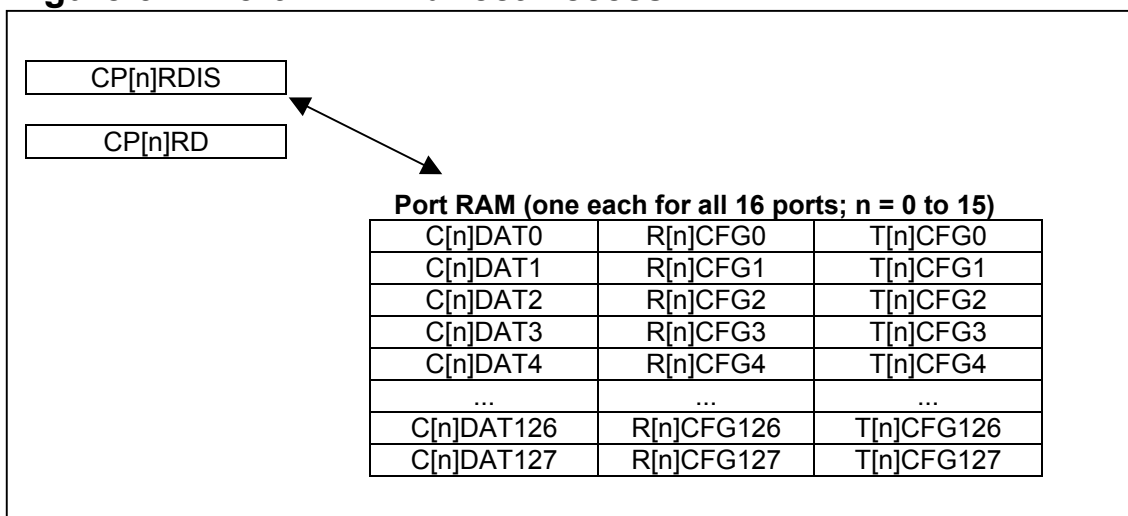 CP[n]RDIS
CP[n]RD
Port RAM (one each for all 16 ports; n = 0 to 15)
C[n]DAT0 R[n]CFG0 T[n]CFG0
C[n]DAT1 R[n]CFG1 T[n]CFG1
C[n]DAT2 R[n]CFG2 T[n]CFG2
C[n]DAT3 R[n]CFG3 T[n]CFG3
C[n]DAT4 R[n]CFG4 T[n]CFG4
... ... ...
C[n]DAT126 R[n]CFG126 T[n]CFG126
C[n]DAT127 R[n]CFG127 T[n]CFG127